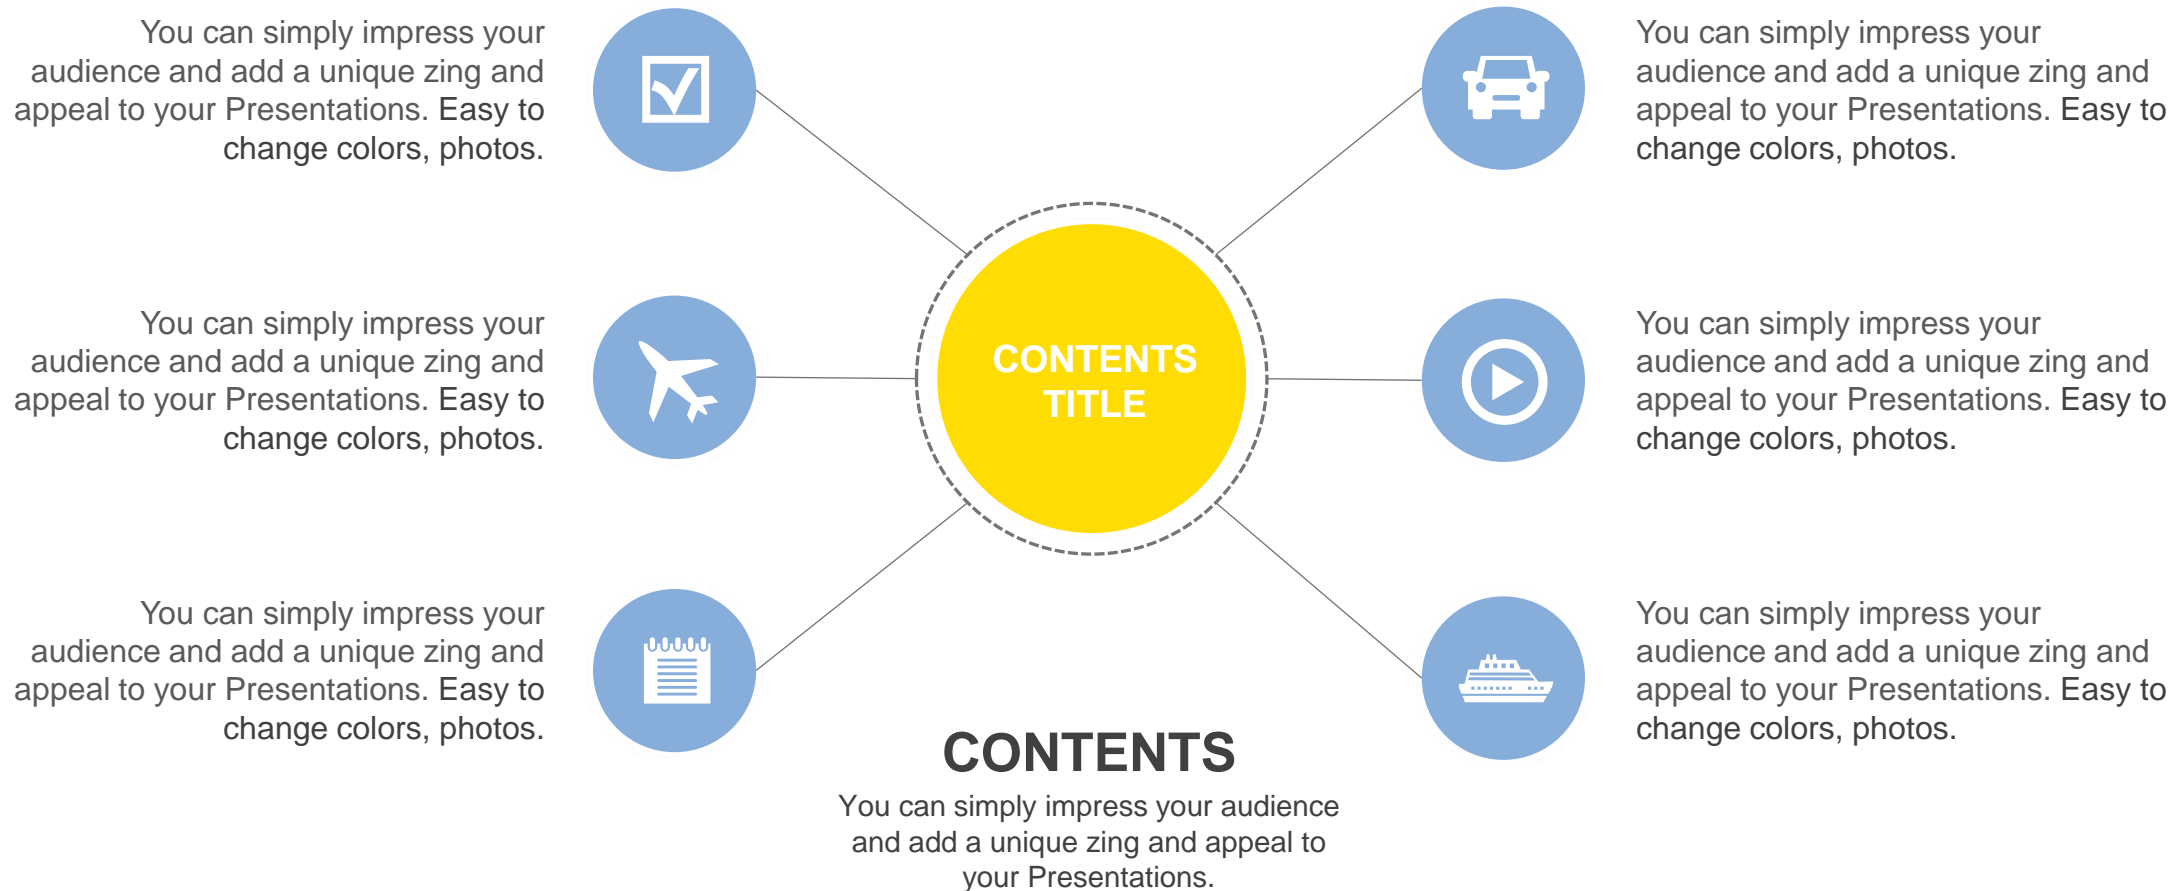 You can simply impress your
audience and add a unique zing and
appeal to your Presentations. Easy to
change colors, photos.
You can simply impress your
audience and add a unique zing and
appeal to your Presentations. Easy to
change colors, photos.
You can simply impress your
audience and add a unique zing and
appeal to your Presentations. Easy to
change colors, photos.
CONTENTS
TITLE
You can simply impress your
audience and add a unique zing and
appeal to your Presentations. Easy to
change colors, photos.
You can simply impress your
audience and add a unique zing and
appeal to your Presentations. Easy to
change colors, photos.
You can simply impress your
audience and add a unique zing and
appeal to your Presentations. Easy to
change colors, photos.
CONTENTS
You can simply impress your audience
and add a unique zing and appeal to
your Presentations.